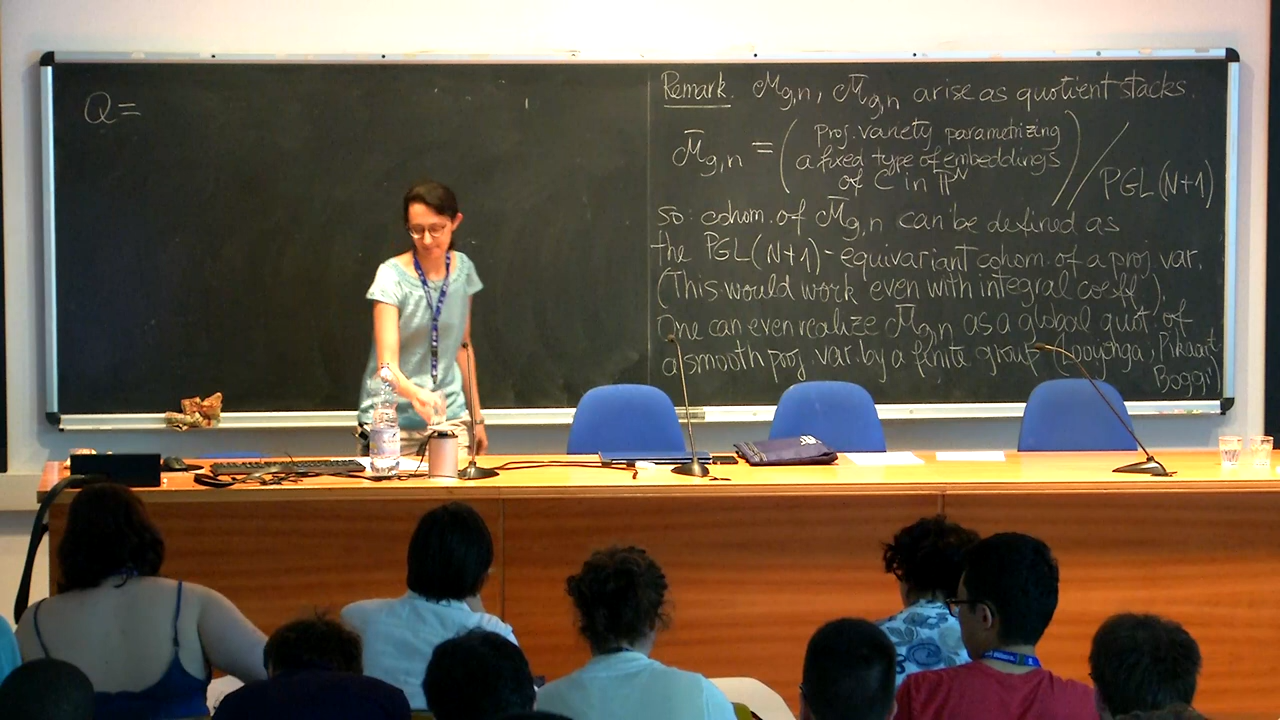 Q=
Remark. M_{g,n}, M̄_{g,n} arise as quotient stacks.
M̄_{g,n} = ( proj. variety parametrizing
a fixed type of embeddings
of C in ℙ^N ) / PGL(N+1)
so: cohom. of M̄_{g,n} can be defined as
the PGL(N+1)-equivariant cohom. of a proj. var.
(This would work even with integral coeff.).
One can even realize M̄_{g,n} as a global quot. of
a smooth proj. var. by a finite group (Looijenga, Pikaart-
Boggi)